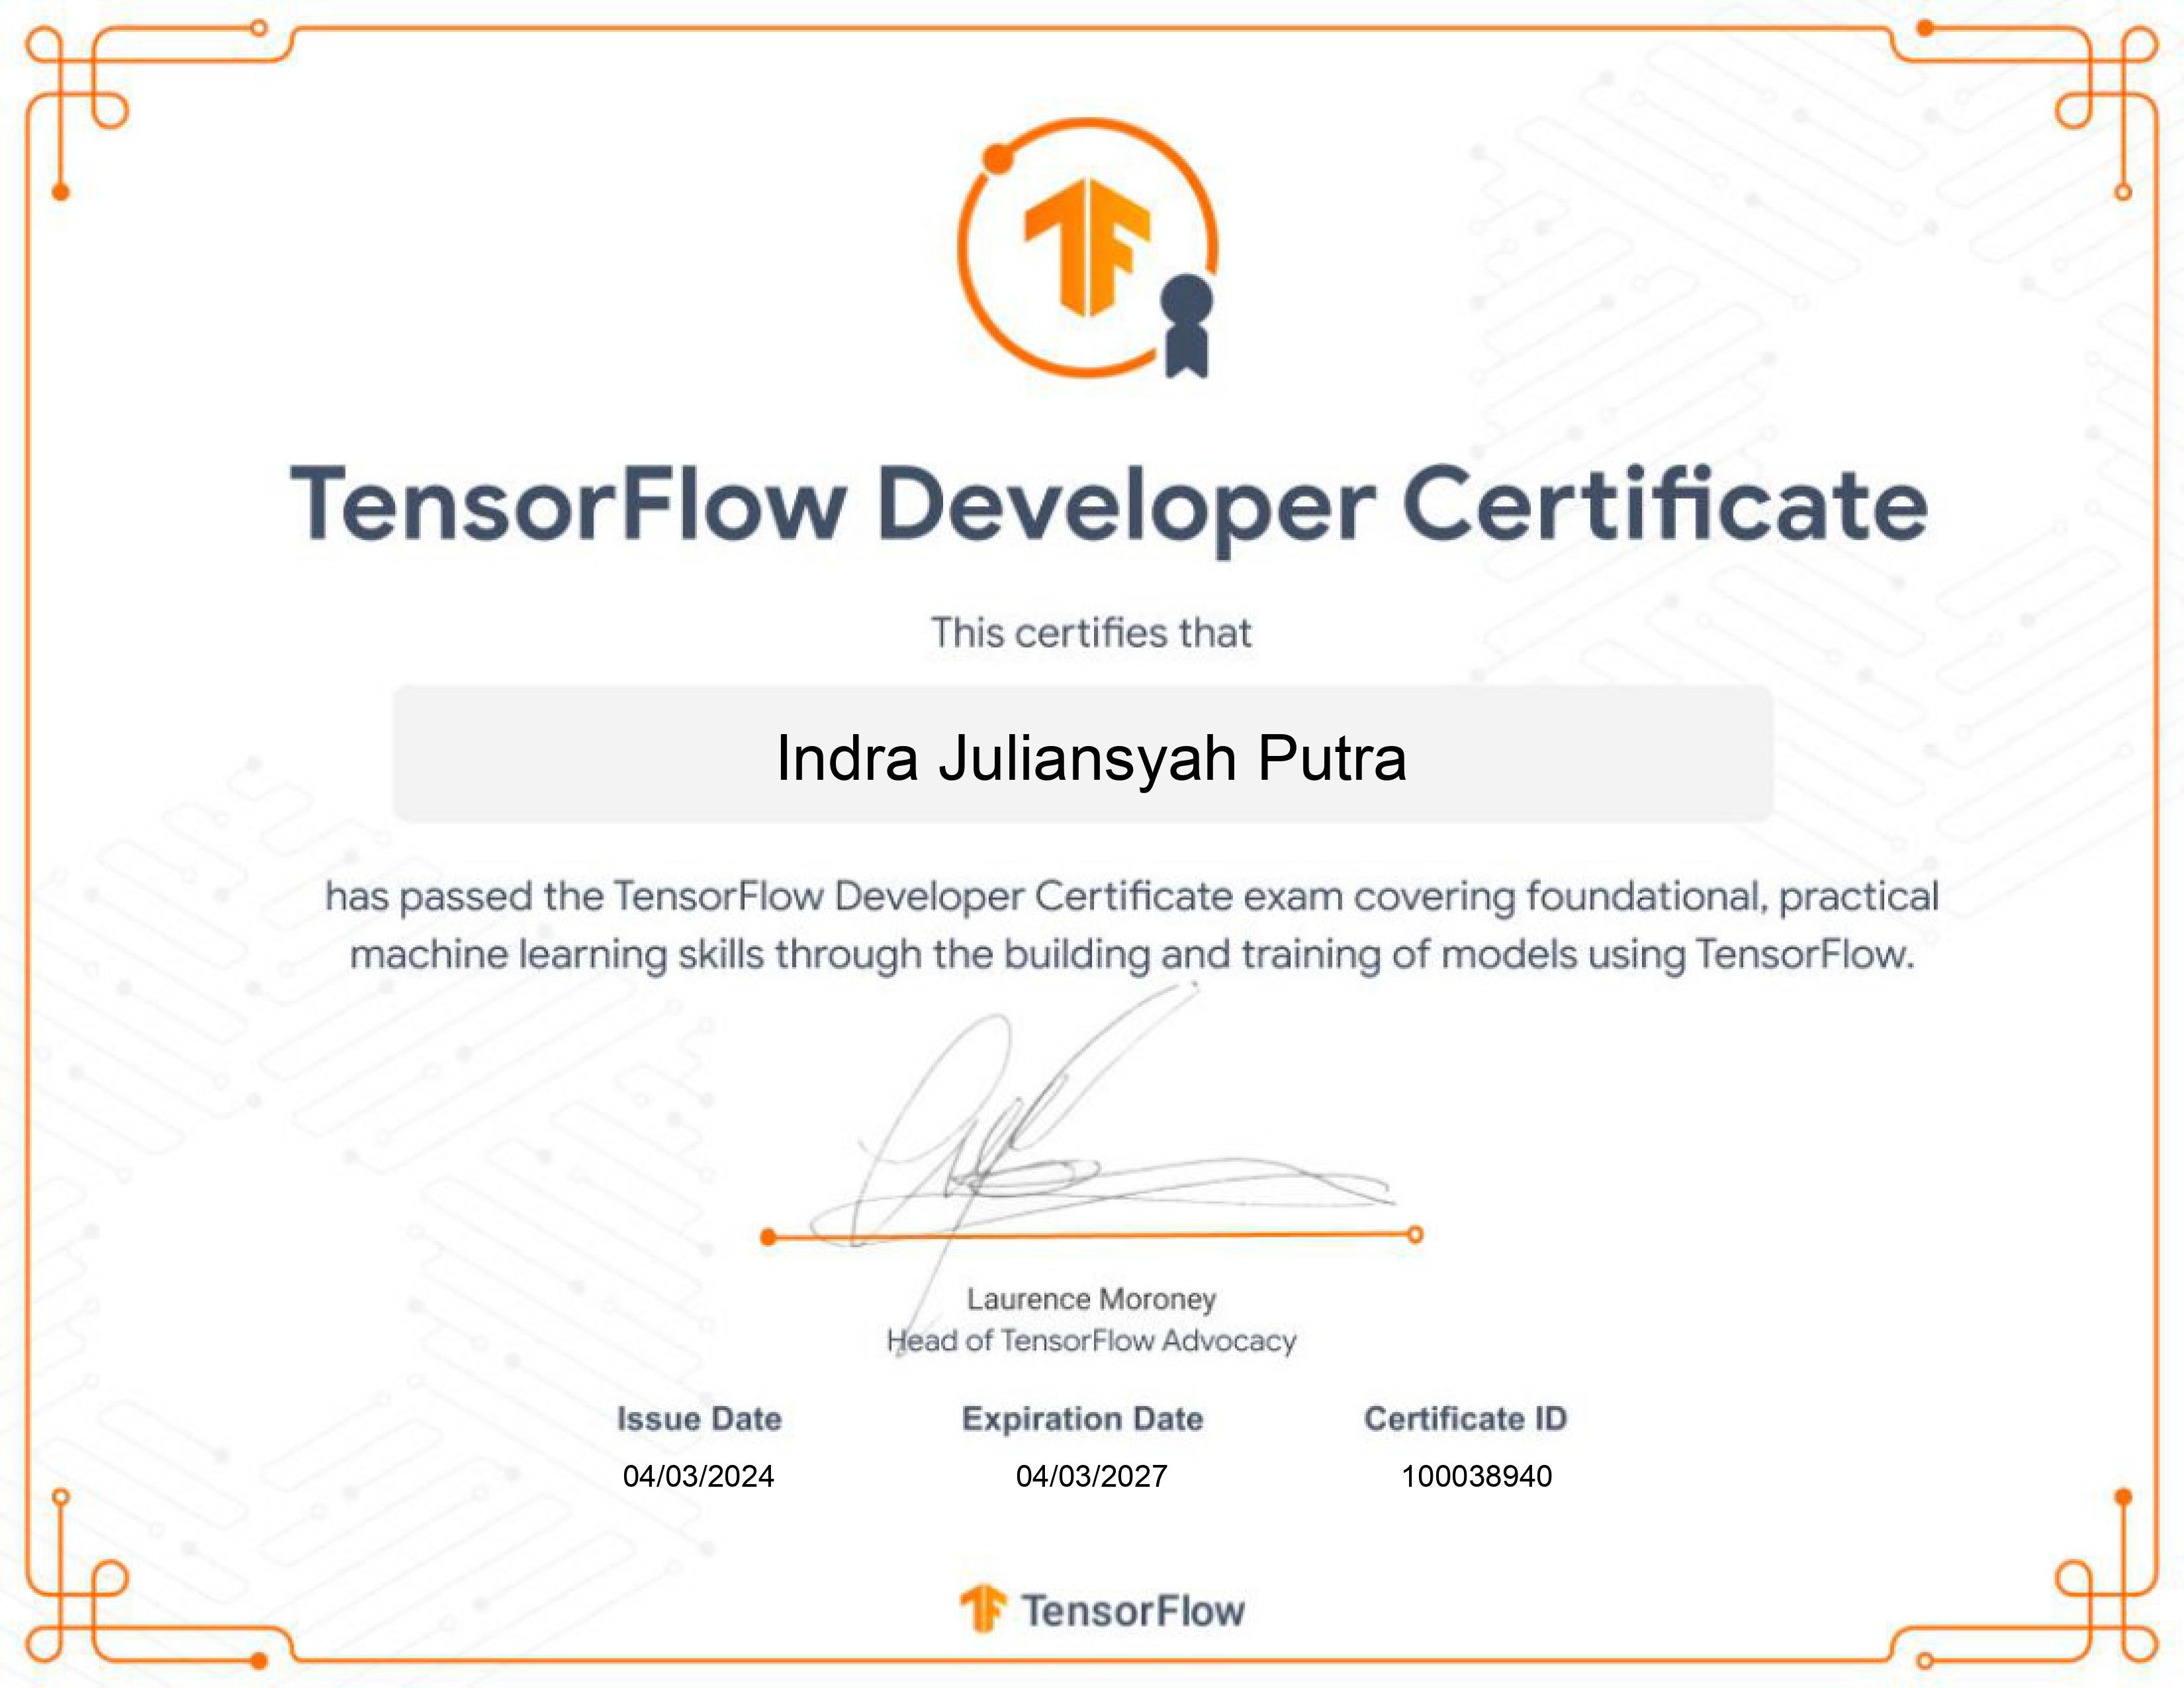 TensorFlow Developer Certificate
This certifies that
Indra Juliansyah Putra
has passed the TensorFlow Developer Certificate exam covering foundational, practical
machine learning skills through the building and training of models using TensorFlow.
Laurence Moroney
Head of TensorFlow Advocacy
Issue Date Expiration Date Certificate ID
04/03/2024 04/03/2027 100038940
TensorFlow